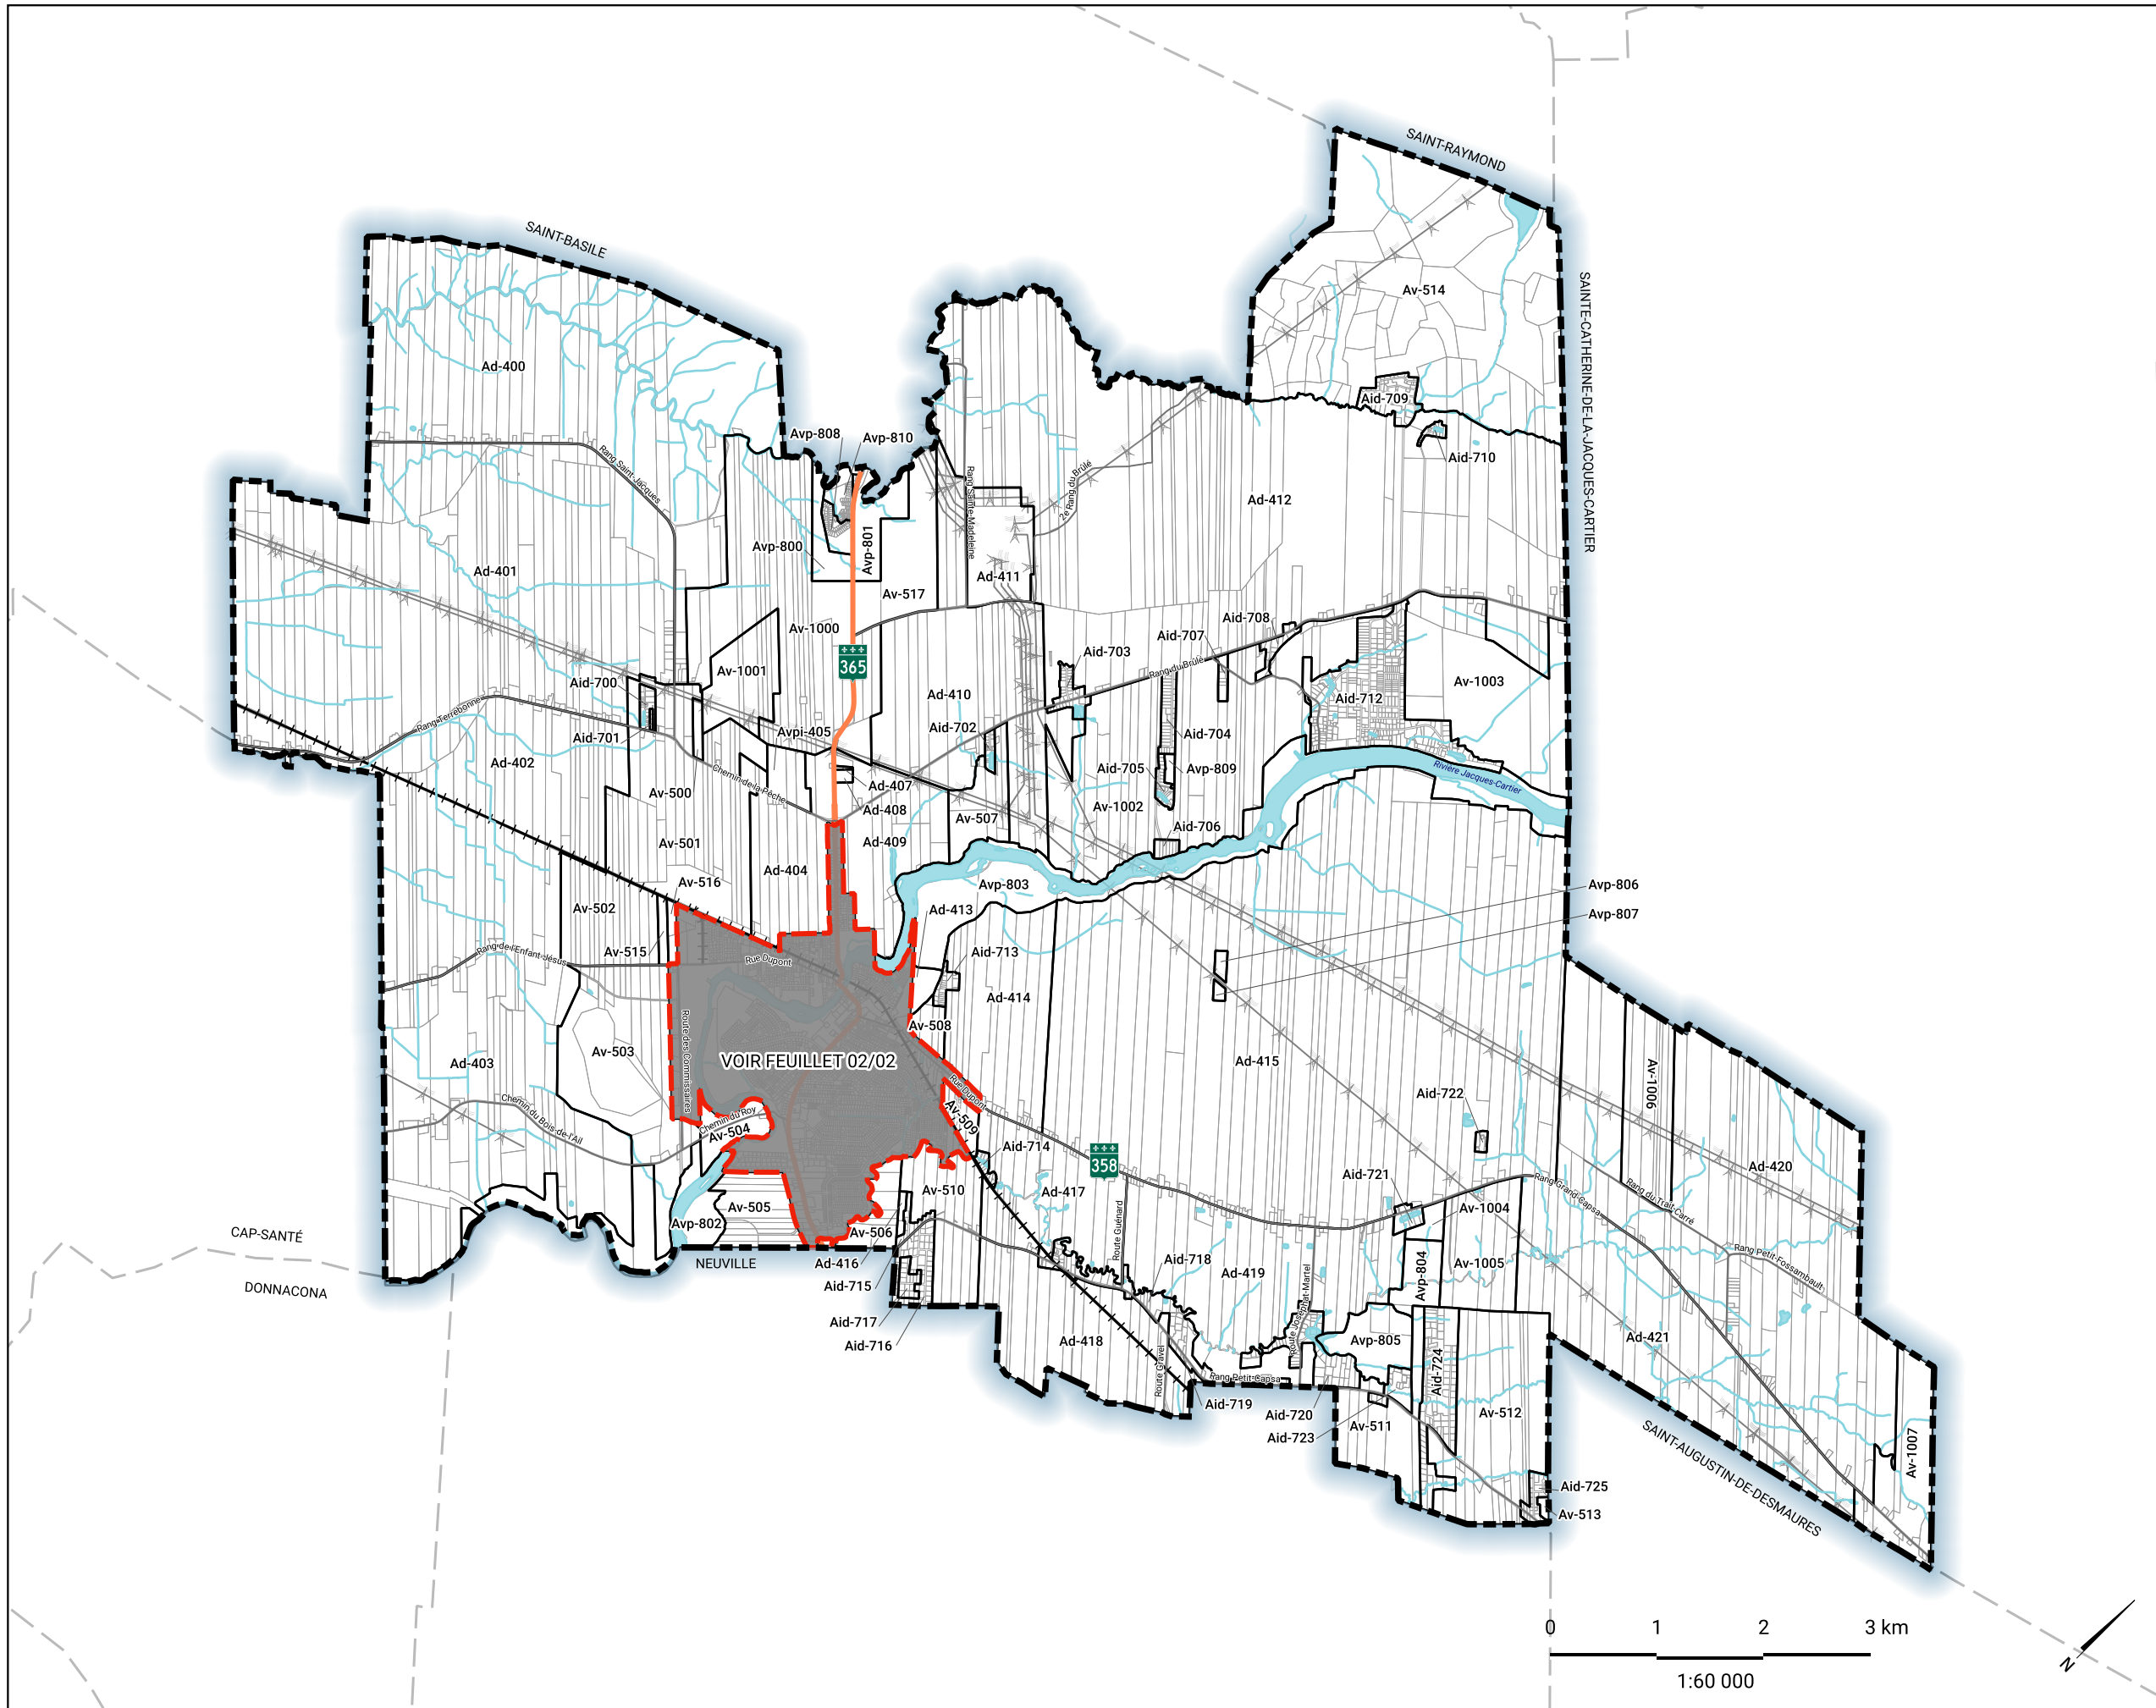 SAINT-RAYMOND
SAINT-BASILE
SAINTE-CATHERINE-DE-LA-JACQUES-CARTIER
Av-514
Ad-400
Aid-709
Avp-808
Avp-810
Aid-710
Rang Saint-Jacques
Rang Sainte-Madeleine
2e Rang du Brûlé
Ad-412
Avp-800
Avp-801
Ad-401
Ad-411
Av-517
Av-1000
Aid-708
Aid-707
Aid-703
365
Rang du Brûlé
Av-1001
Aid-700
Av-1003
Ad-410
Aid-712
Rang Terrebonne
Aid-702
Avpi-405
Aid-704
Aid-701
Ad-402
Aid-705
Avp-809
Rivière Jacques-Cartier
Chemin de la Pêche
Ad-407
Av-500
Av-1002
Ad-408
Av-507
Aid-706
Av-501
Ad-409
Ad-404
Av-516
Avp-803
Avp-806
Av-502
Ad-413
Avp-807
Rang de l'Enfant-Jésus
Av-515
Rue Dupont
Aid-713
Ad-414
Av-508
Route des Commissaires
Av-503
VOIR FEUILLET 02/02
Ad-403
Ad-415
Av-1006
Rue Dupont
Aid-722
Chemin du Bois-de-l'Ail
Chemin du Roy
Av-504
Av-509
Aid-714
358
Ad-420
Aid-721
Av-510
Ad-417
Rang Grand-Capsa
Rang du Trait-Carré
Av-505
Av-1004
Avp-802
Av-506
Route Guénard
CAP-SANTÉ
Rang Petit-Fossambault
NEUVILLE
Ad-416
Aid-718
Ad-419
Avp-804
Av-1005
Aid-715
DONNACONA
Route Josephat-Martel
Aid-717
Ad-418
Avp-805
Ad-421
Aid-716
Route Gravel
Aid-724
Rang Petit-Capsa
Aid-719
Aid-720
Av-512
Av-511
Aid-723
SAINT-AUGUSTIN-DE-DESMAURES
Av-1007
Aid-725
Av-513
0 1 2 3 km
1:60 000
N